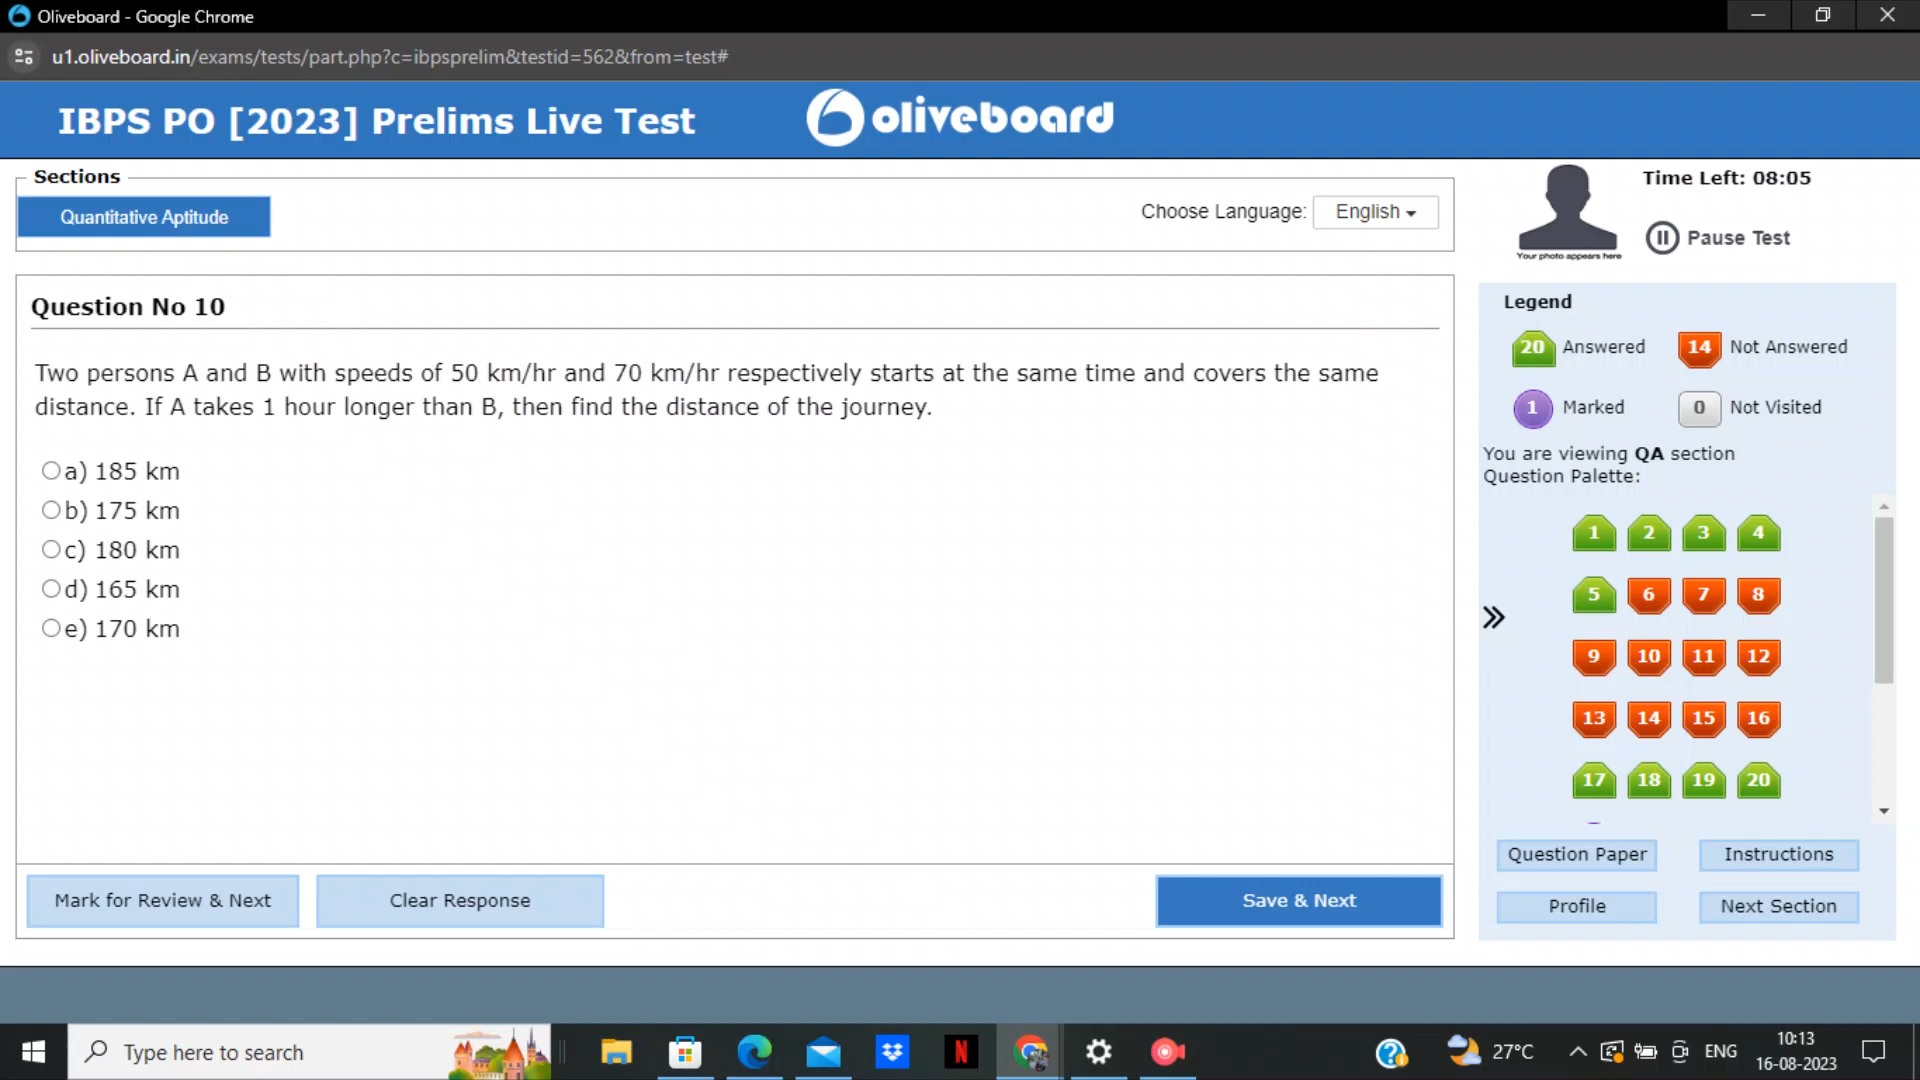 Oliveboard - Google Chrome
u1.oliveboard.in/exams/tests/part.php?c=ibpsprelim&testid=562&from=test#
IBPS PO [2023] Prelims Live Test
oliveboard
Sections
Quantitative Aptitude
Choose Language: English
Your photo appears here
Time Left: 08:05
Pause Test
Question No 10
Two persons A and B with speeds of 50 km/hr and 70 km/hr respectively starts at the same time and covers the same
distance. If A takes 1 hour longer than B, then find the distance of the journey.
a) 185 km
b) 175 km
c) 180 km
d) 165 km
e) 170 km
Mark for Review & Next
Clear Response
Save & Next
Legend
20 Answered 14 Not Answered
1 Marked 0 Not Visited
You are viewing QA section
Question Palette:
1 2 3 4
5 6 7 8
9 10 11 12
13 14 15 16
17 18 19 20
Question Paper Instructions
Profile Next Section
Type here to search
N
27°C
ENG
10:13
16-08-2023